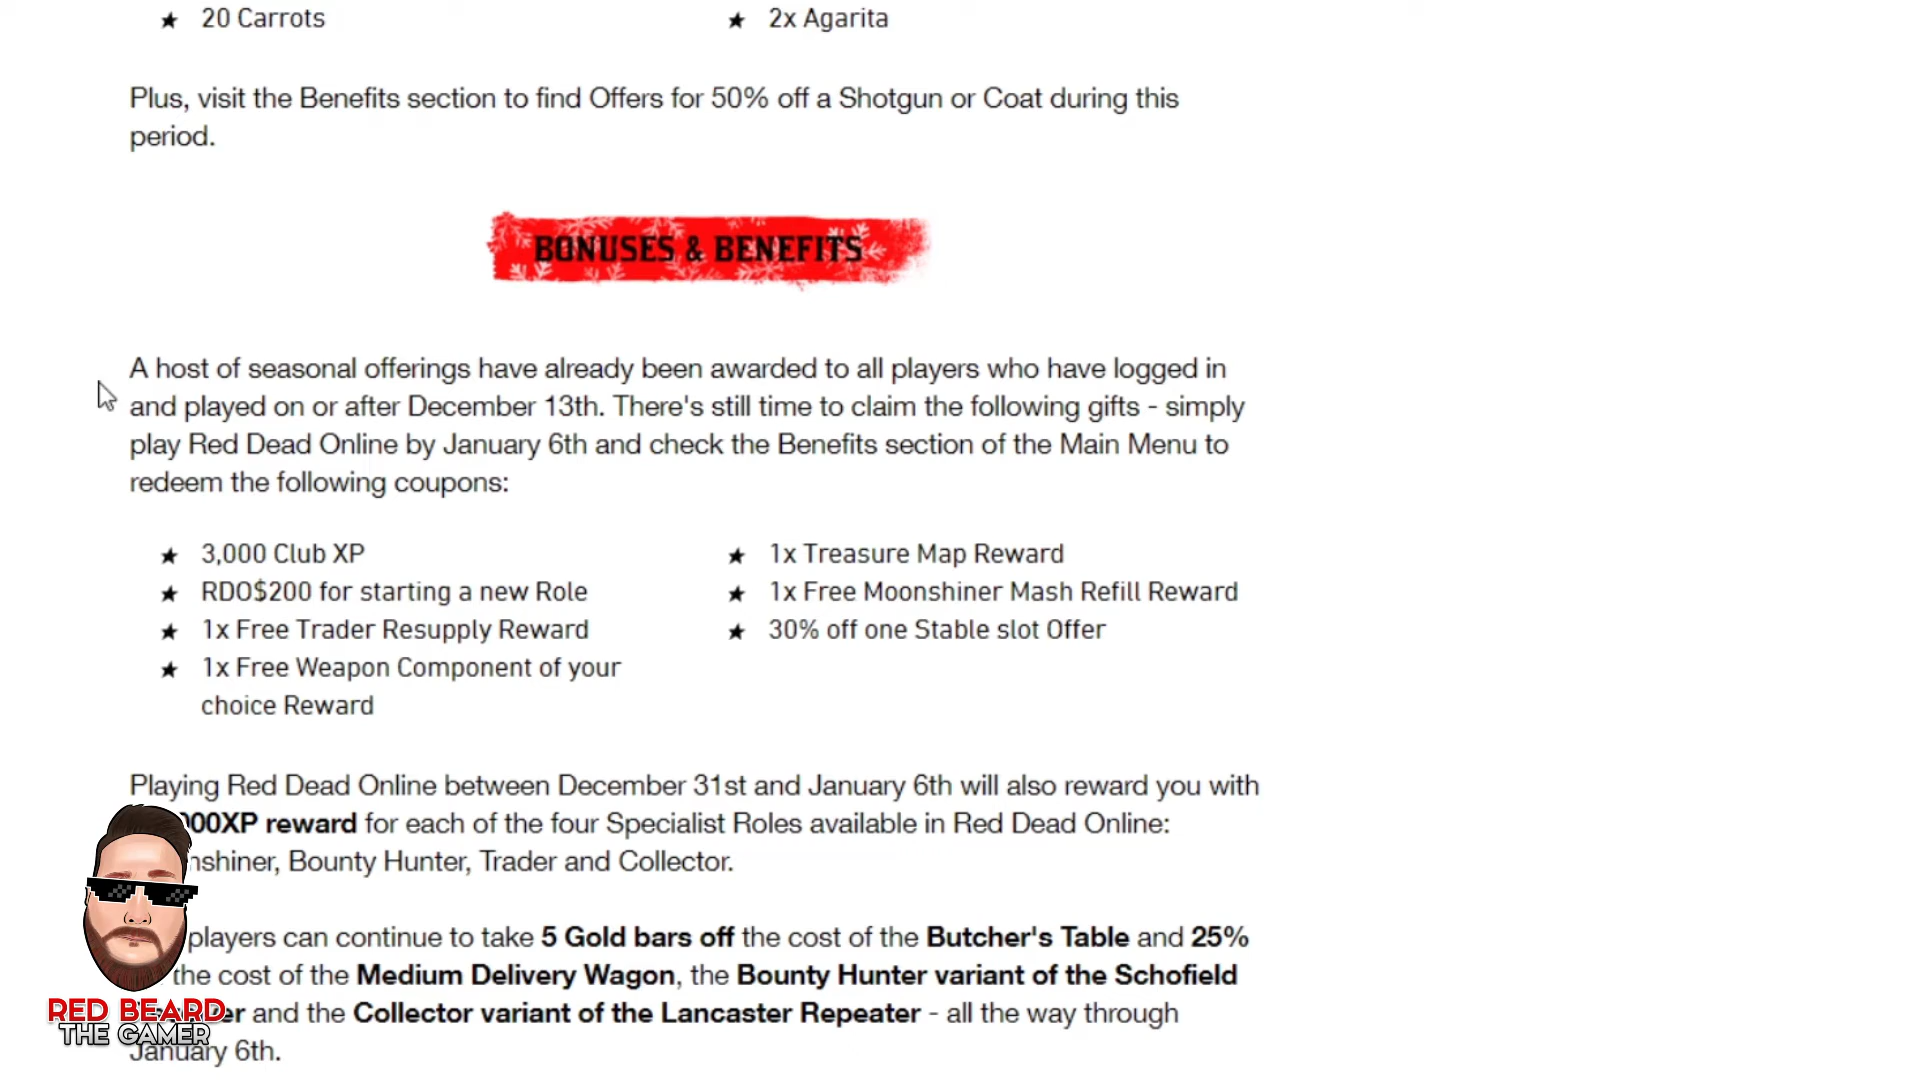 20 Carrots
2x Agarita
Plus, visit the Benefits section to find Offers for 50% off a Shotgun or Coat during this
period.
BONUSES & BENEFITS
A host of seasonal offerings have already been awarded to all players who have logged in
and played on or after December 13th. There's still time to claim the following gifts - simply
play Red Dead Online by January 6th and check the Benefits section of the Main Menu to
redeem the following coupons:
3,000 Club XP
RDO$200 for starting a new Role
1x Free Trader Resupply Reward
1x Free Weapon Component of your
choice Reward
1x Treasure Map Reward
1x Free Moonshiner Mash Refill Reward
30% off one Stable slot Offer
Playing Red Dead Online between December 31st and January 6th will also reward you with
reward for each of the four Specialist Roles available in Red Dead Online:
Bounty Hunter, Trader and Collector.
players can continue to take 5 Gold bars off the cost of the Butcher's Table and 25%
the cost of the Medium Delivery Wagon, the Bounty Hunter variant of the Schofield
and the Collector variant of the Lancaster Repeater - all the way through
January 6th.
RED BEARD
THE GAMER